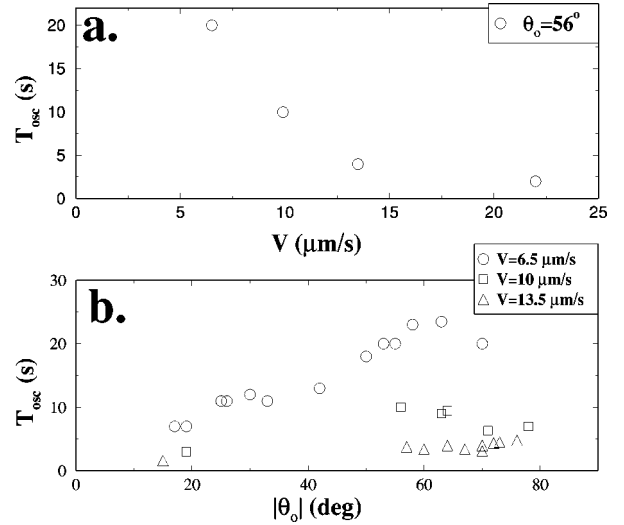 a.
θo=56o
20
15
10
5
0
Tosc (s)
0 5 10 15 20 25
V (μm/s)
V=6.5 μm/s
V=10 μm/s
V=13.5 μm/s
b.
30
20
10
0
Tosc (s)
0 20 40 60 80
|θo| (deg)